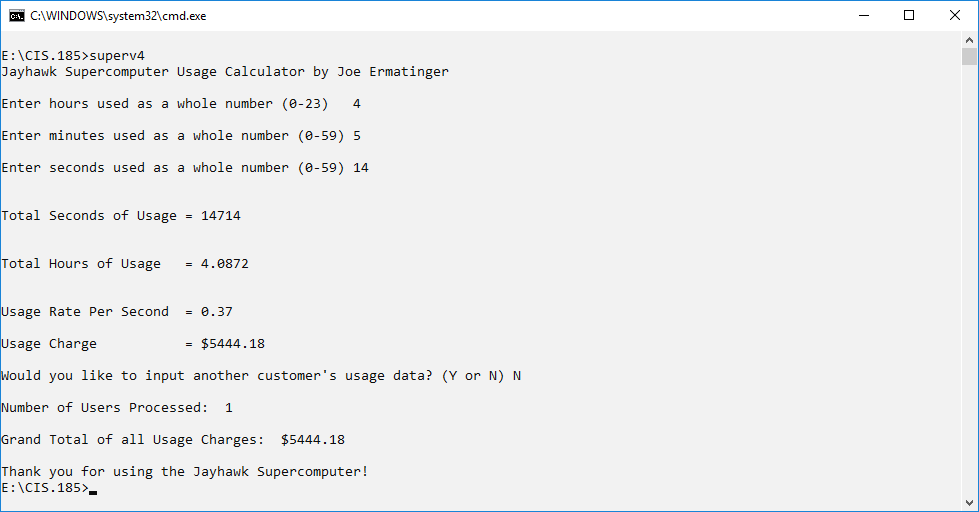 C:\WINDOWS\system32\cmd.exe
E:\CIS.185>superv4
Jayhawk Supercomputer Usage Calculator by Joe Ermatinger
Enter hours used as a whole number (0-23)   4
Enter minutes used as a whole number (0-59) 5
Enter seconds used as a whole number (0-59) 14
Total Seconds of Usage = 14714
Total Hours of Usage   = 4.0872
Usage Rate Per Second  = 0.37
Usage Charge           = $5444.18
Would you like to input another customer's usage data? (Y or N) N
Number of Users Processed:  1
Grand Total of all Usage Charges:  $5444.18
Thank you for using the Jayhawk Supercomputer!
E:\CIS.185>